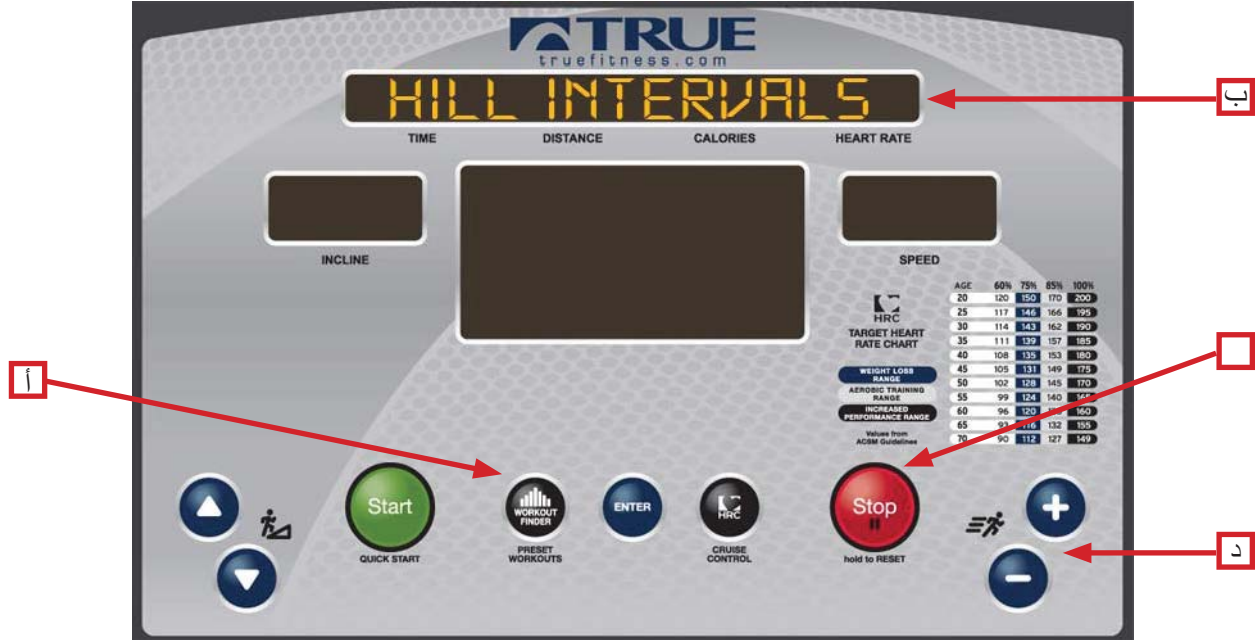 TRUE
truefitness.com
HILL INTERVALS
ب
TIME DISTANCE CALORIES HEART RATE
INCLINE
SPEED
HRC
TARGET HEART
RATE CHART
WEIGHT LOSS
RANGE
AEROBIC TRAINING
RANGE
INCREASED
PERFORMANCE RANGE
Values from
ACSM Guidelines
AGE 60% 75% 85% 100%
20 120 150 170 200
25 117 146 166 195
30 114 143 162 190
35 111 139 157 185
40 108 135 153 180
45 105 131 149 175
50 102 128 145 170
55 99 124 140 165
60 96 120 160
65 93 116 132 155
70 90 112 127 149
أ
Start
QUICK START
WORKOUT
FINDER
PRESET
WORKOUTS
ENTER
HRC
CRUISE
CONTROL
Stop
hold to RESET
د